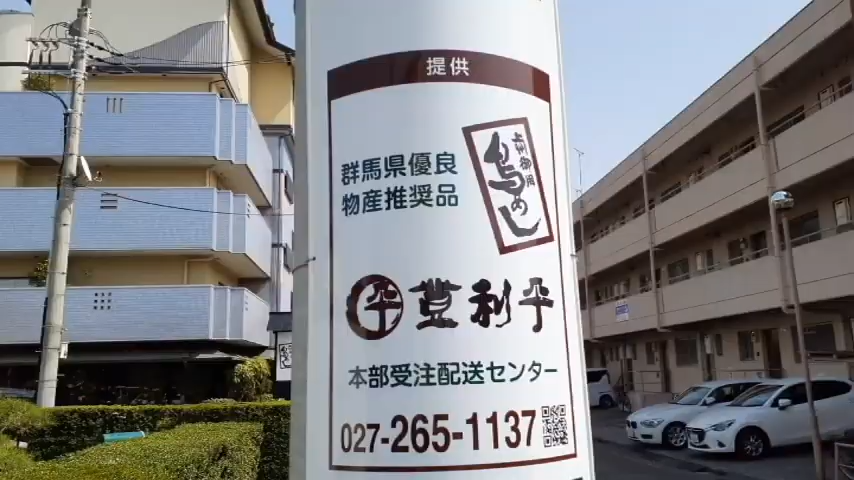 提供
群馬県優良
物産推奨品
上州御用
鳥めし
平 登利平
本部受注配送センター
027-265-1137